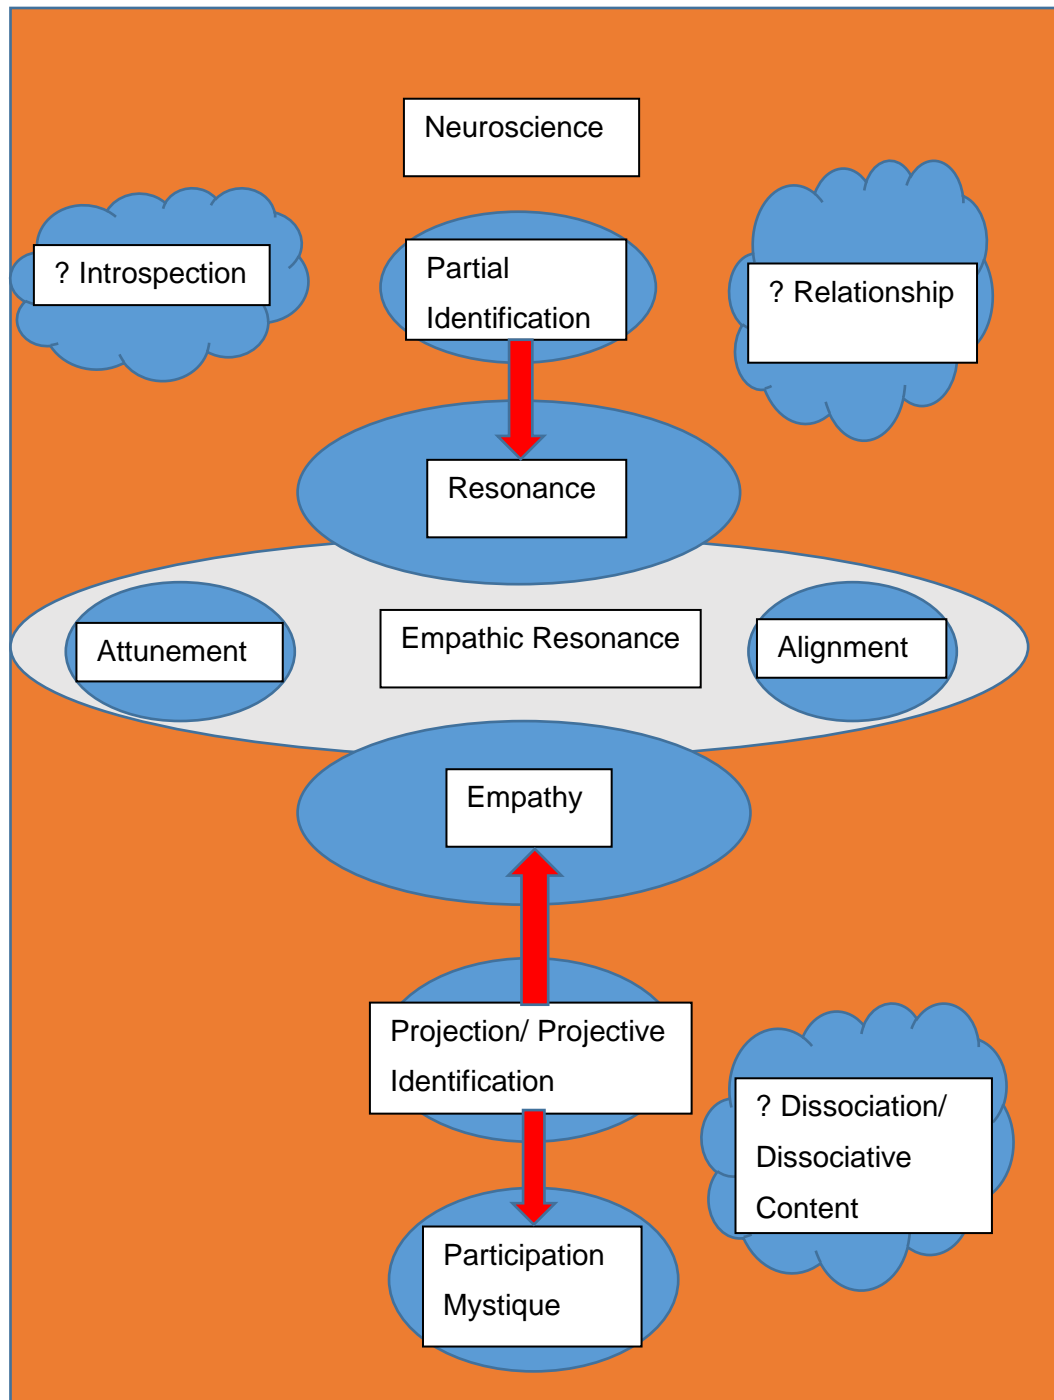 Neuroscience
? Introspection
Partial
Identification
? Relationship
Resonance
Attunement
Empathic Resonance
Alignment
Empathy
Projection/ Projective
Identification
? Dissociation/
Dissociative
Content
Participation
Mystique